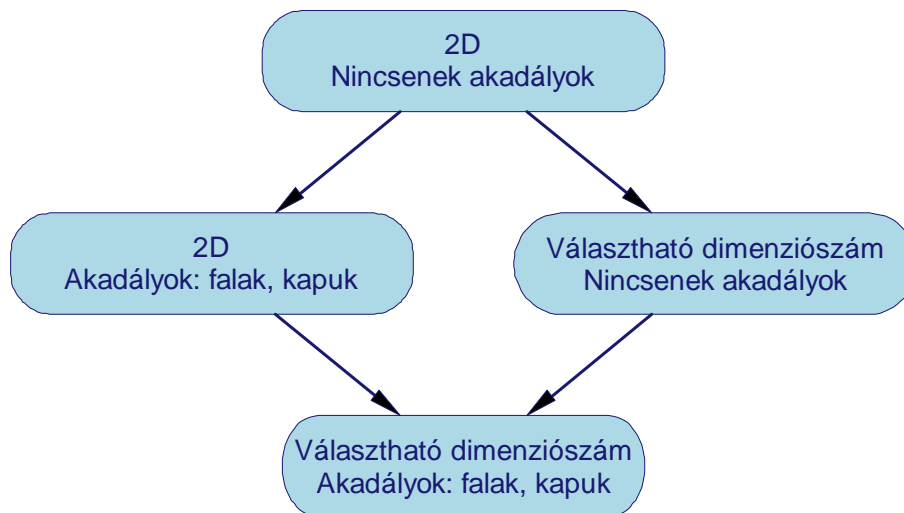 2D
Nincsenek akadályok
2D
Akadályok: falak, kapuk
Választható dimenziószám
Nincsenek akadályok
Választható dimenziószám
Akadályok: falak, kapuk